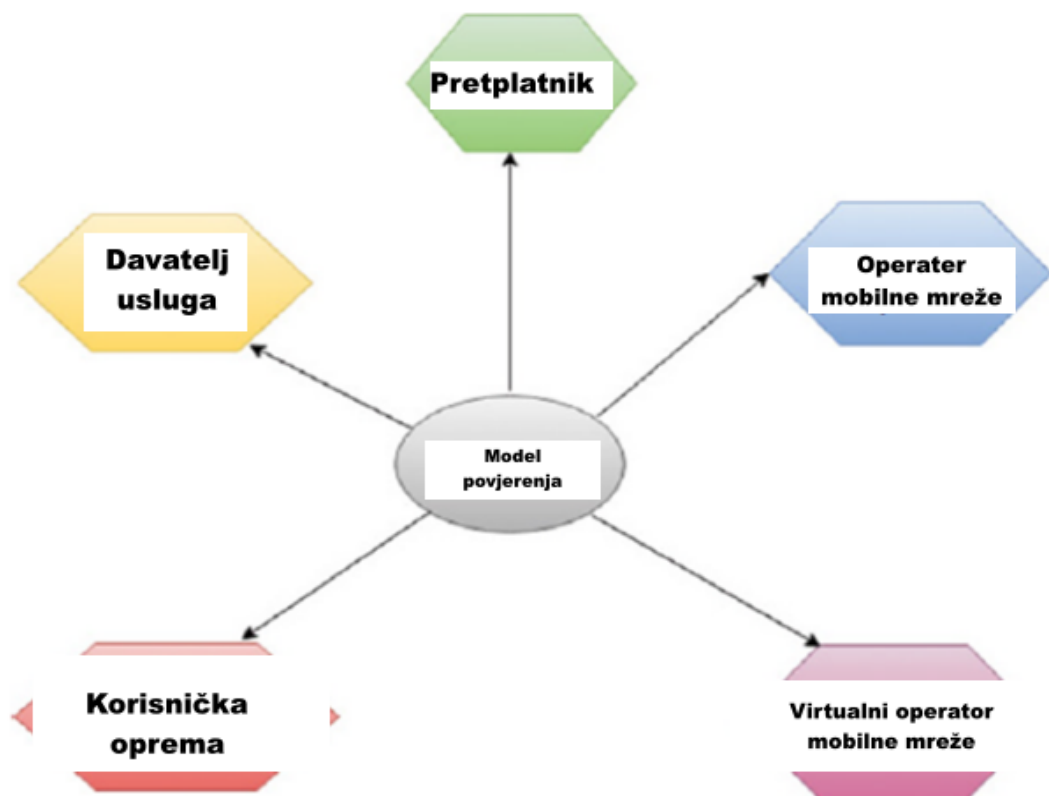 Pretplatnik
Davatelj
usluga
Operater
mobilne mreže
Model
povjerenja
Korisnička
oprema
Virtualni operator
mobilne mreže